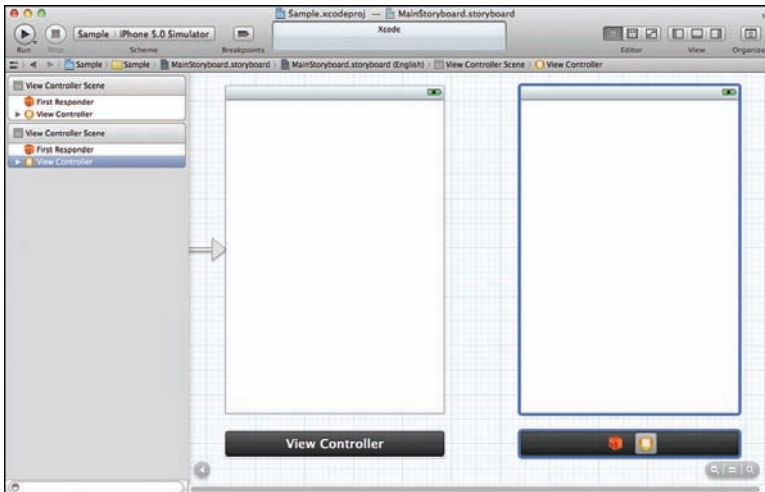 Sample.xcodeproj — MainStoryboard.storyboard
Sample › iPhone 5.0 Simulator
Xcode
Run Stop Scheme Breakpoints Editor View Organize
Sample › Sample › MainStoryboard.storyboard › MainStoryboard.storyboard (English) › View Controller Scene › View Controller
View Controller Scene
First Responder
View Controller
View Controller Scene
First Responder
View Controller
View Controller